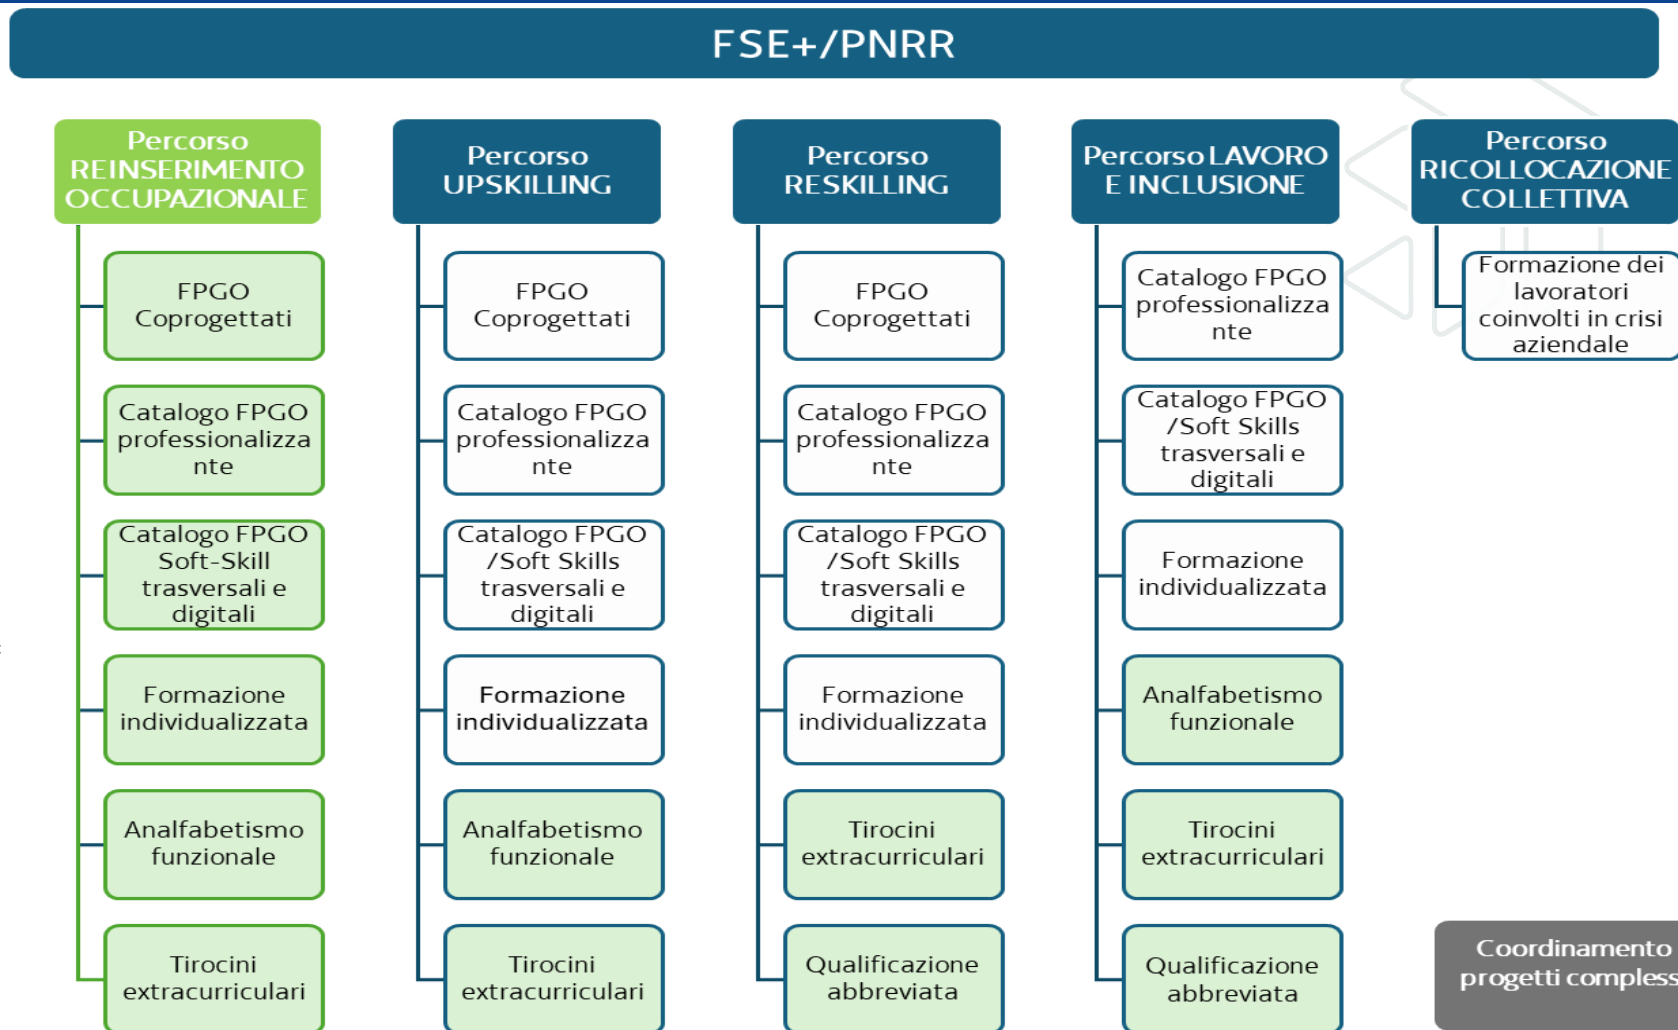 FSE+/PNRR
Percorso
REINSERIMENTO
OCCUPAZIONALE
FPGO
Coprogettati
Catalogo FPGO
professionalizza
nte
Catalogo FPGO
Soft-Skill
trasversali e
digitali
Formazione
individualizzata
Analfabetismo
funzionale
Tirocini
extracurriculari
Percorso
UPSKILLING
FPGO
Coprogettati
Catalogo FPGO
professionalizza
nte
Catalogo FPGO
/Soft Skills
trasversali e
digitali
Formazione
individualizzata
Analfabetismo
funzionale
Tirocini
extracurriculari
Percorso
RESKILLING
FPGO
Coprogettati
Catalogo FPGO
professionalizza
nte
Catalogo FPGO
/Soft Skills
trasversali e
digitali
Formazione
individualizzata
Tirocini
extracurriculari
Qualificazione
abbreviata
Percorso LAVORO
E INCLUSIONE
Catalogo FPGO
professionalizza
nte
Catalogo FPGO
/Soft Skills
trasversali e
digitali
Formazione
individualizzata
Analfabetismo
funzionale
Tirocini
extracurriculari
Qualificazione
abbreviata
Percorso
RICOLLOCAZIONE
COLLETTIVA
Formazione dei
lavoratori
coinvolti in crisi
aziendale
Coordinamento
progetti compless